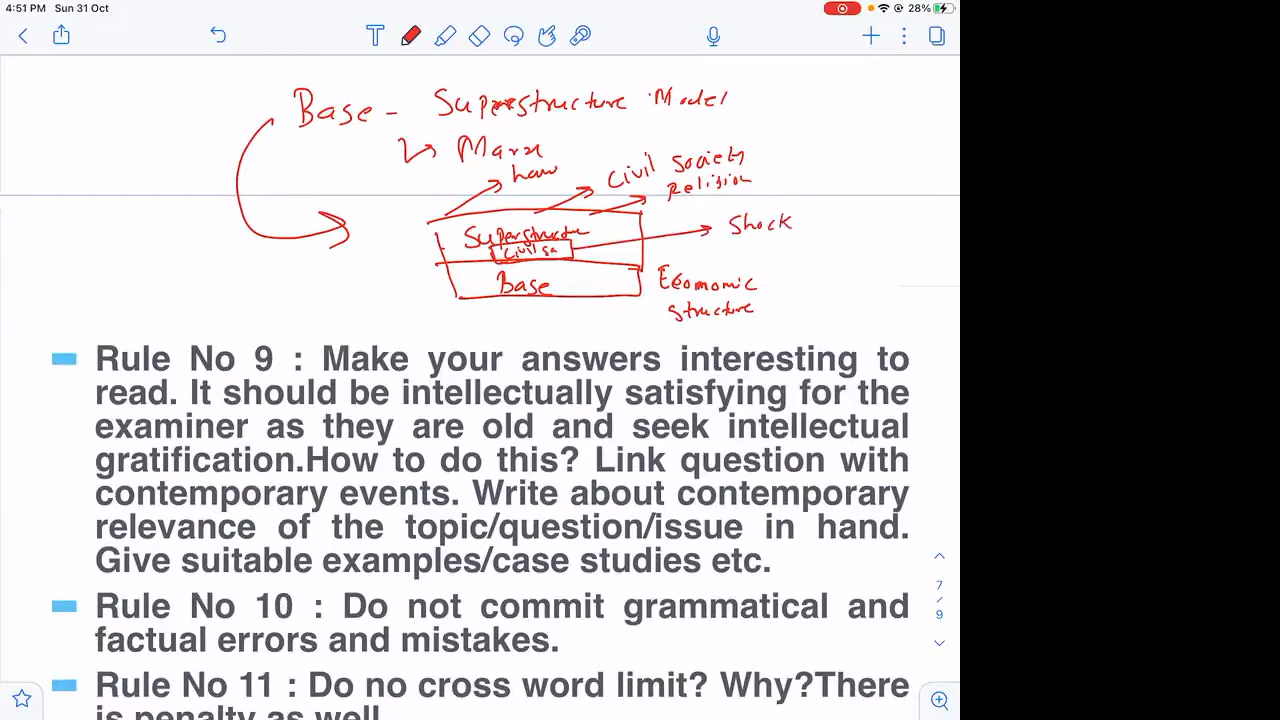 4:51 PM Sun 31 Oct
28%
Base - Superstructure Model
Marx
Law
Civil Society
Religion
Superstructure
Shock
Civil So
Base
Economic
structure
Rule No 9 : Make your answers interesting to
read. It should be intellectually satisfying for the
examiner as they are old and seek intellectual
gratification.How to do this? Link question with
contemporary events. Write about contemporary
relevance of the topic/question/issue in hand.
Give suitable examples/case studies etc.
7
/
9
Rule No 10 : Do not commit grammatical and
factual errors and mistakes.
Rule No 11 : Do no cross word limit? Why?There
is penalty as well